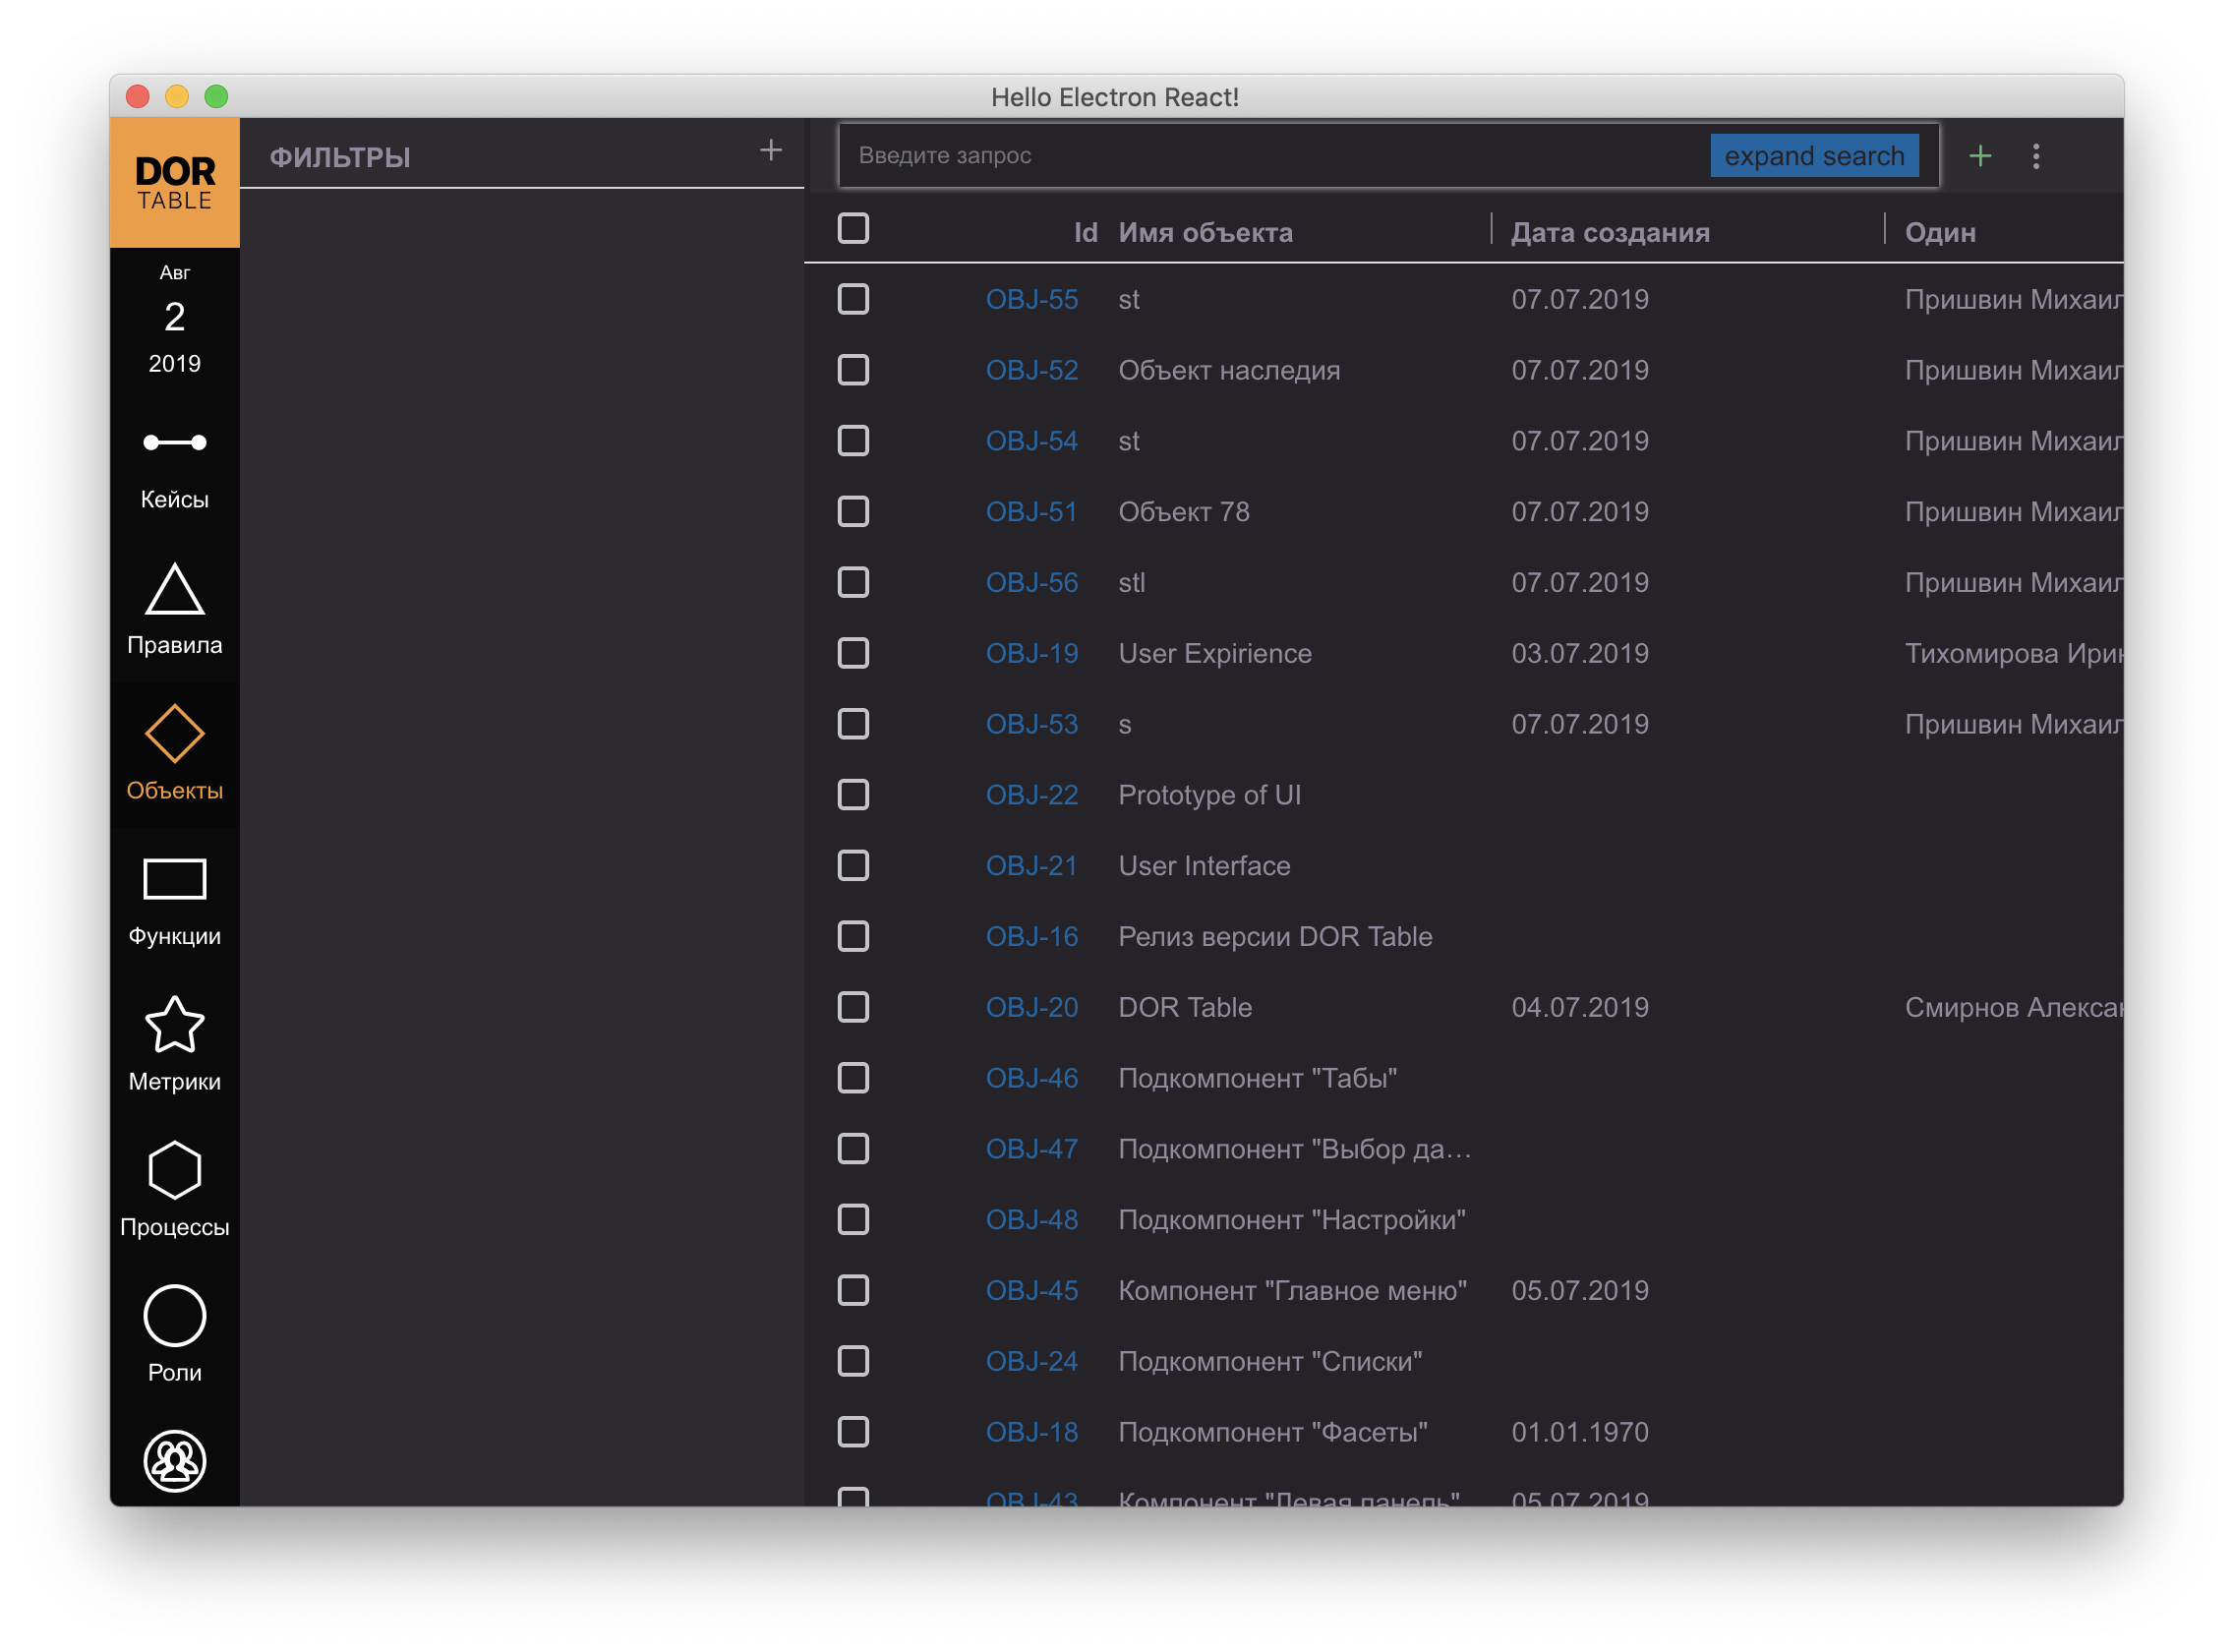 Hello Electron React!
DOR
TABLE
Авг
2
2019
Кейсы
Правила
Объекты
Функции
Метрики
Процессы
Роли
ФИЛЬТРЫ
Введите запрос expand search
Id Имя объекта Дата создания Один
OBJ-55 st 07.07.2019 Пришвин Михаил
OBJ-52 Объект наследия 07.07.2019 Пришвин Михаил
OBJ-54 st 07.07.2019 Пришвин Михаил
OBJ-51 Объект 78 07.07.2019 Пришвин Михаил
OBJ-56 stl 07.07.2019 Пришвин Михаил
OBJ-19 User Expirience 03.07.2019 Тихомирова Ирин
OBJ-53 s 07.07.2019 Пришвин Михаил
OBJ-22 Prototype of UI
OBJ-21 User Interface
OBJ-16 Релиз версии DOR Table
OBJ-20 DOR Table 04.07.2019 Смирнов Алексан
OBJ-46 Подкомпонент "Табы"
OBJ-47 Подкомпонент "Выбор да…
OBJ-48 Подкомпонент "Настройки"
OBJ-45 Компонент "Главное меню" 05.07.2019
OBJ-24 Подкомпонент "Списки"
OBJ-18 Подкомпонент "Фасеты" 01.01.1970
OBJ-43 Компонент "Левая панель" 05.07.2019